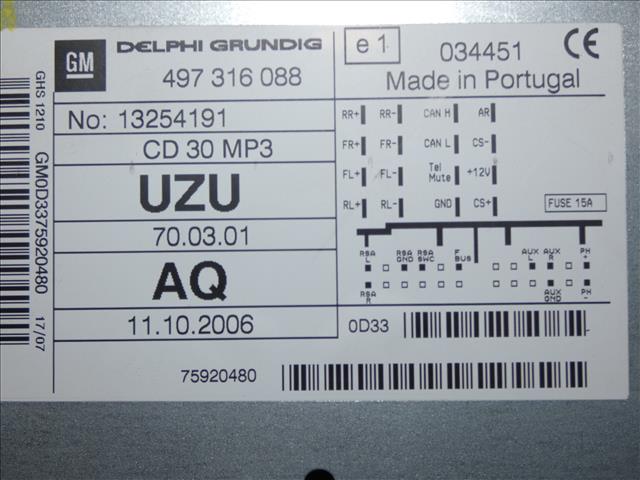 GM DELPHI GRUNDIG
497 316 088
e1 034451 CE
Made in Portugal
No: 13254191
CD 30 MP3
UZU
70.03.01
AQ
11.10.2006
RR+ RR- CAN H AR
FR+ FR- CAN L CS-
FL+ FL- Tel Mute +12V
RL+ RL- GND CS+
FUSE 15A
RSA L RSA GND RSA SWC F BUS AUX L AUX R PH +
RSA R AUX GND PH -
0D33
75920480
GHS 1210
GM0D3375920480
17/07